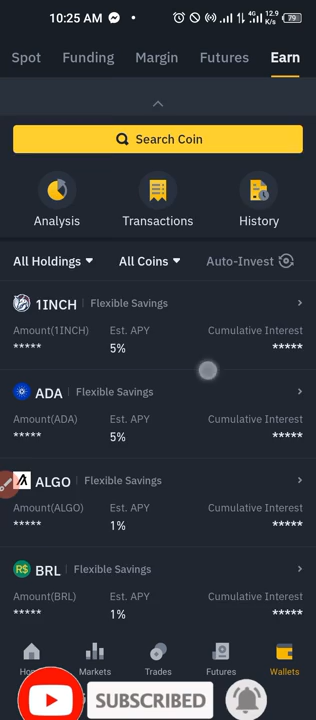 10:25 AM
4G 12.9 K/s 79
Spot Funding Margin Futures Earn
Search Coin
Analysis Transactions History
All Holdings All Coins Auto-Invest
1INCH Flexible Savings
Amount(1INCH) Est. APY Cumulative Interest
***** 5% *****
ADA Flexible Savings
Amount(ADA) Est. APY Cumulative Interest
***** 5% *****
ALGO Flexible Savings
Amount(ALGO) Est. APY Cumulative Interest
***** 1% *****
R$ BRL Flexible Savings
Amount(BRL) Est. APY Cumulative Interest
***** 1% *****
Markets Trades Futures Wallets
SUBSCRIBED